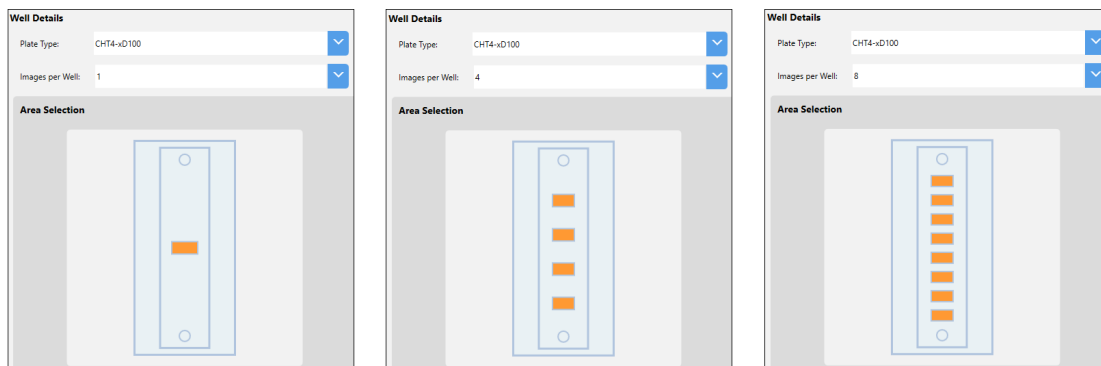 Well Details
Plate Type: CHT4-xD100
Images per Well: 1
Area Selection
Well Details
Plate Type: CHT4-xD100
Images per Well: 4
Area Selection
Well Details
Plate Type: CHT4-xD100
Images per Well: 8
Area Selection